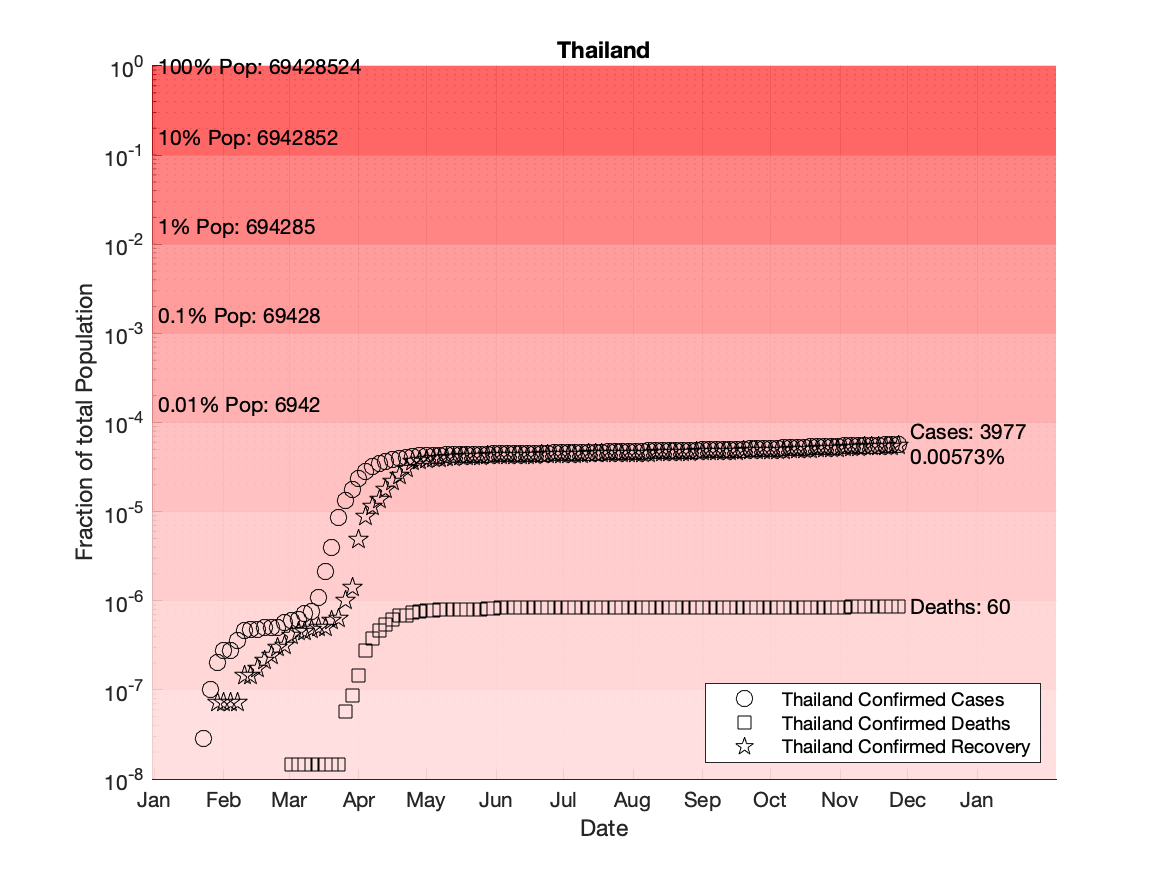 Thailand
10^0
100% Pop: 69428524
10% Pop: 6942852
10^-1
1% Pop: 694285
10^-2
0.1% Pop: 69428
10^-3
0.01% Pop: 6942
10^-4
Cases: 3977
0.00573%
10^-5
10^-6
Deaths: 60
10^-7
10^-8
Fraction of total Population
Thailand Confirmed Cases
Thailand Confirmed Deaths
Thailand Confirmed Recovery
Jan Feb Mar Apr May Jun Jul Aug Sep Oct Nov Dec Jan
Date